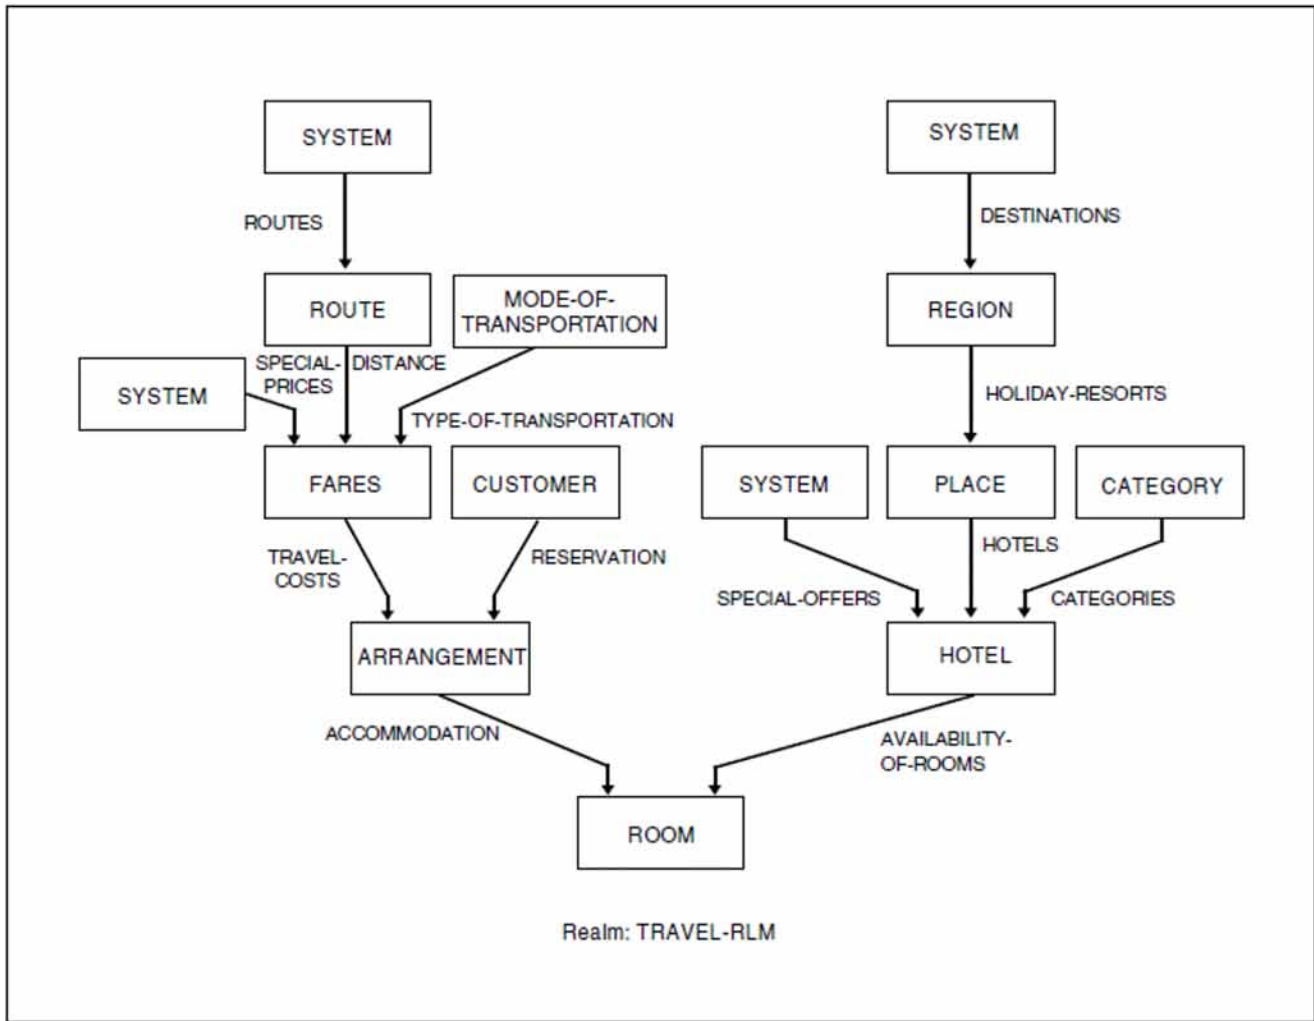 SYSTEM
SYSTEM
ROUTES
DESTINATIONS
ROUTE
MODE-OF-
TRANSPORTATION
REGION
SPECIAL-
PRICES
DISTANCE
SYSTEM
TYPE-OF-TRANSPORTATION
HOLIDAY-RESORTS
FARES
CUSTOMER
SYSTEM
PLACE
CATEGORY
TRAVEL-
COSTS
RESERVATION
HOTELS
SPECIAL-OFFERS
CATEGORIES
ARRANGEMENT
HOTEL
ACCOMMODATION
AVAILABILITY-
OF-ROOMS
ROOM
Realm: TRAVEL-RLM